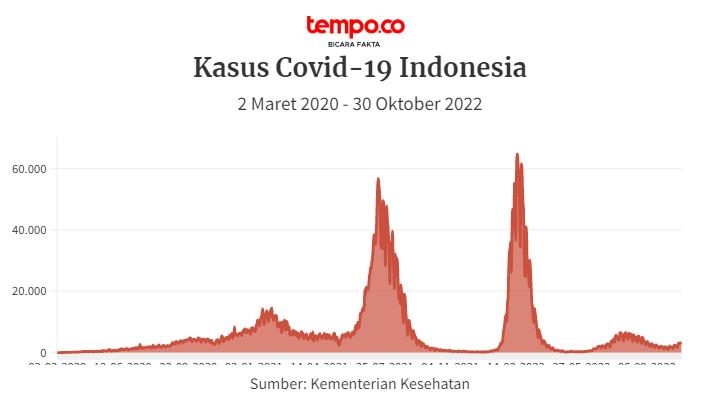 tempo.co
BICARA FAKTA
Kasus Covid-19 Indonesia
2 Maret 2020 - 30 Oktober 2022
60.000
40.000
20.000
0
Sumber: Kementerian Kesehatan